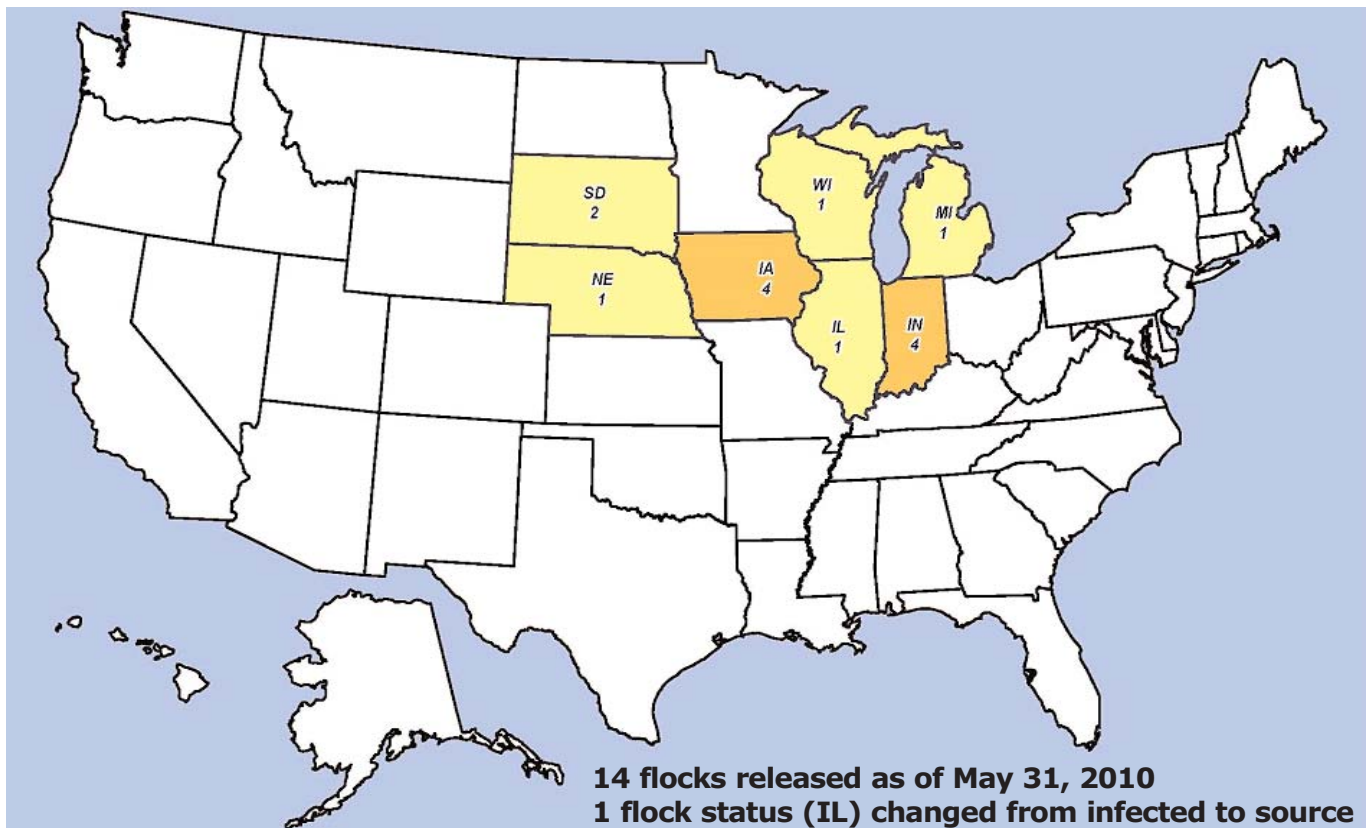 SD
2
WI
1
MI
1
NE
1
IA
4
IL
1
IN
4
14 flocks released as of May 31, 2010
1 flock status (IL) changed from infected to source